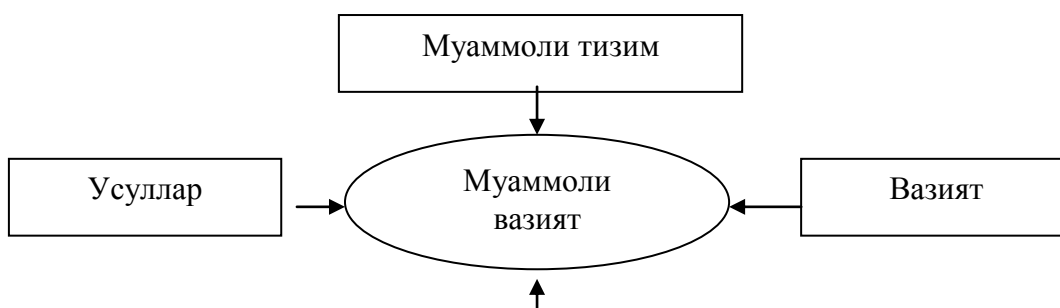 Муаммоли тизим
Усуллар
Муаммоли
вазият
Вазият